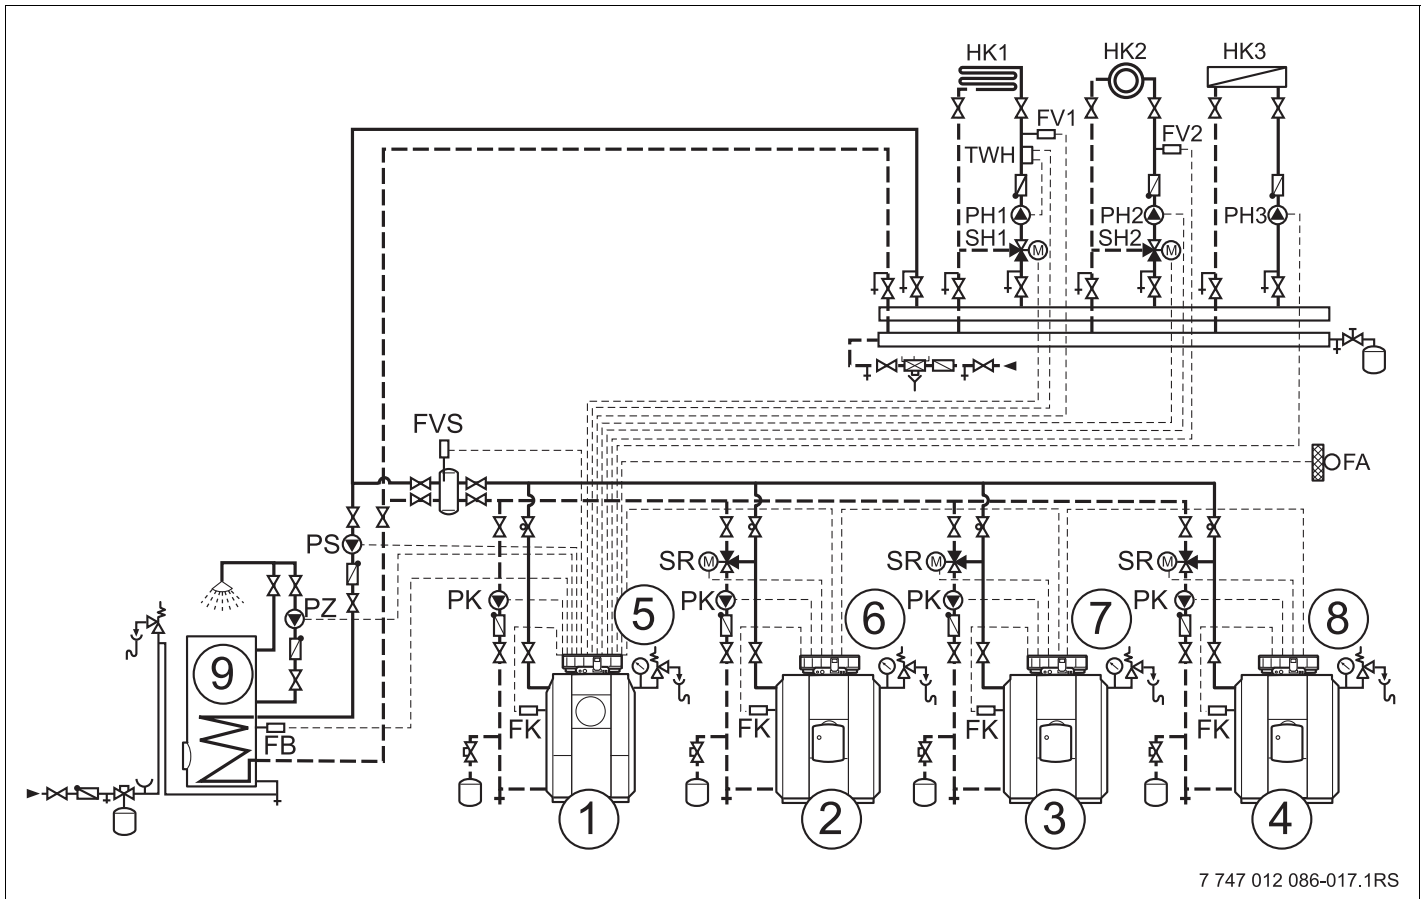 HK1 HK2 HK3
FV1
FV2
TWH
PH1 PH2 PH3
SH1 M SH2 M
FVS
FA
PS
SR M SR M SR M
PK PK PK PK
5 6 7 8
PZ
9
FK FK FK FK
FB
1 2 3 4
7 747 012 086-017.1RS